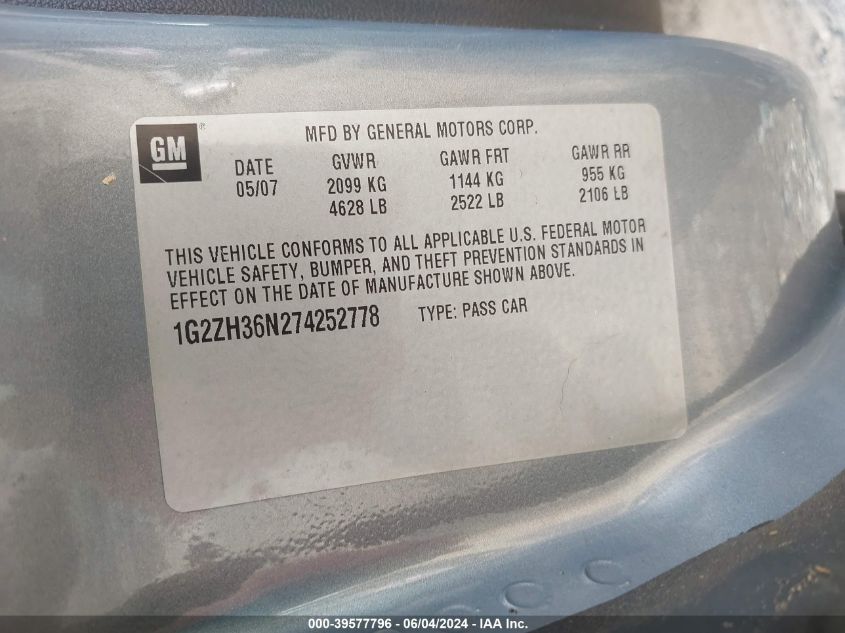 GM®
MFD BY GENERAL MOTORS CORP.
DATE GVWR GAWR FRT GAWR RR
05/07 2099 KG 1144 KG 955 KG
4628 LB 2522 LB 2106 LB
THIS VEHICLE CONFORMS TO ALL APPLICABLE U.S. FEDERAL MOTOR
VEHICLE SAFETY, BUMPER, AND THEFT PREVENTION STANDARDS IN
EFFECT ON THE DATE OF MANUFACTURE SHOWN ABOVE.
1G2ZH36N274252778 TYPE: PASS CAR
000-39577796 - 06/04/2024 - IAAI.com